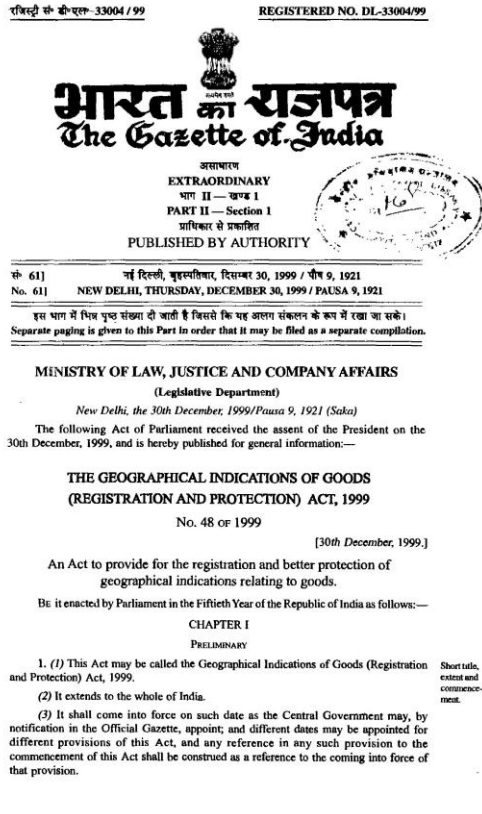 रजिस्ट्री सं॰ डी॰एल॰-33004/99 REGISTERED NO. DL-33004/99
सत्यमेव जयते
भारत का राजपत्र
The Gazette of India
असाधारण
EXTRAORDINARY
भाग II — खण्ड 1
PART II — Section 1
प्राधिकार से प्रकाशित
PUBLISHED BY AUTHORITY
सं॰ 61] नई दिल्ली, बृहस्पतिवार, दिसम्बर 30, 1999 / पौष 9, 1921
No. 61] NEW DELHI, THURSDAY, DECEMBER 30, 1999 / PAUSA 9, 1921
इस भाग में भिन्न पृष्ठ संख्या दी जाती है जिससे कि यह अलग संकलन के रूप में रखा जा सके।
Separate paging is given to this Part in order that it may be filed as a separate compilation.
MINISTRY OF LAW, JUSTICE AND COMPANY AFFAIRS
(Legislative Department)
New Delhi, the 30th December, 1999/Pausa 9, 1921 (Saka)
The following Act of Parliament received the assent of the President on the
30th December, 1999, and is hereby published for general information:—
THE GEOGRAPHICAL INDICATIONS OF GOODS
(REGISTRATION AND PROTECTION) ACT, 1999
No. 48 OF 1999
[30th December, 1999.]
An Act to provide for the registration and better protection of
geographical indications relating to goods.
BE it enacted by Parliament in the Fiftieth Year of the Republic of India as follows:—
CHAPTER I
PRELIMINARY
1. (1) This Act may be called the Geographical Indications of Goods (Registration
and Protection) Act, 1999.
Short title,
extent and
commence-
ment.
(2) It extends to the whole of India.
(3) It shall come into force on such date as the Central Government may, by
notification in the Official Gazette, appoint; and different dates may be appointed for
different provisions of this Act, and any reference in any such provision to the
commencement of this Act shall be construed as a reference to the coming into force of
that provision.